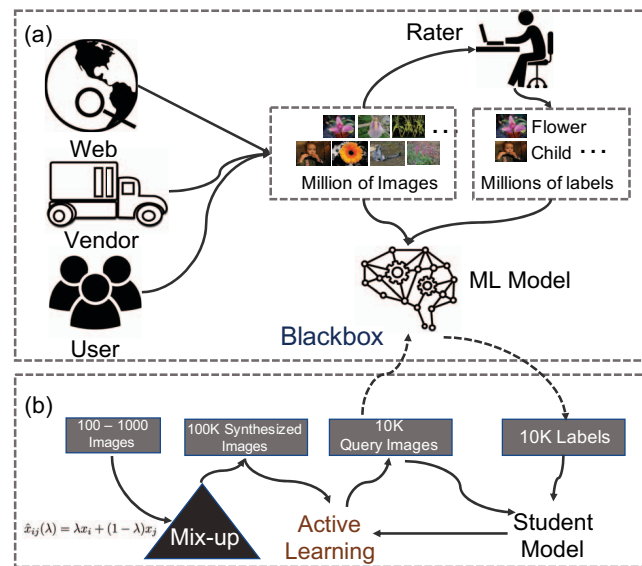 (a)
Rater
Web
Flower
Child ...
...
Million of Images
Millions of labels
Vendor
ML Model
User
Blackbox
(b)
100 – 1000
Images
100K Synthesized
Images
10K
Query Images
10K Labels
x̂ij(λ) = λxi + (1 − λ)xj
Mix-up
Active
Learning
Student
Model